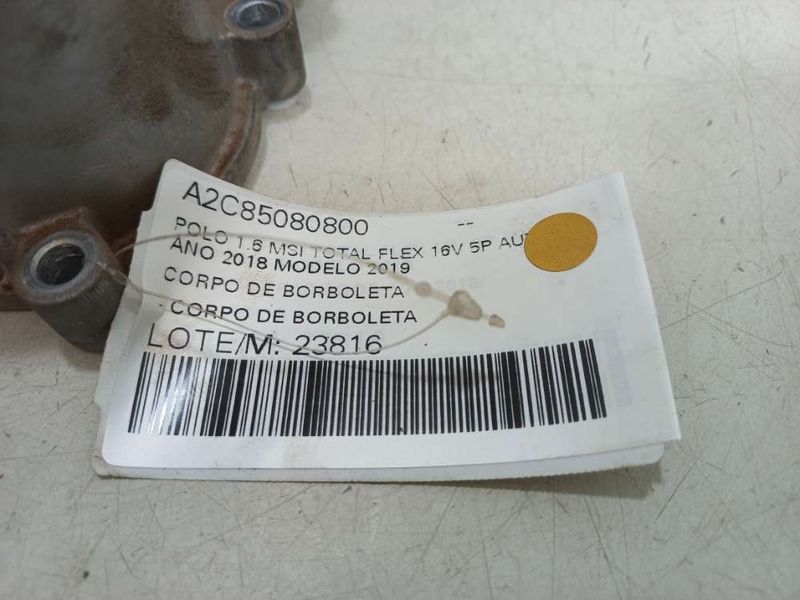 A2C85080800 --
POLO 1.6 MSI TOTAL FLEX 16V 5P
ANO 2018 MODELO 2019
CORPO DE BORBOLETA
CORPO DE BORBOLETA
LOTE/M: 23816